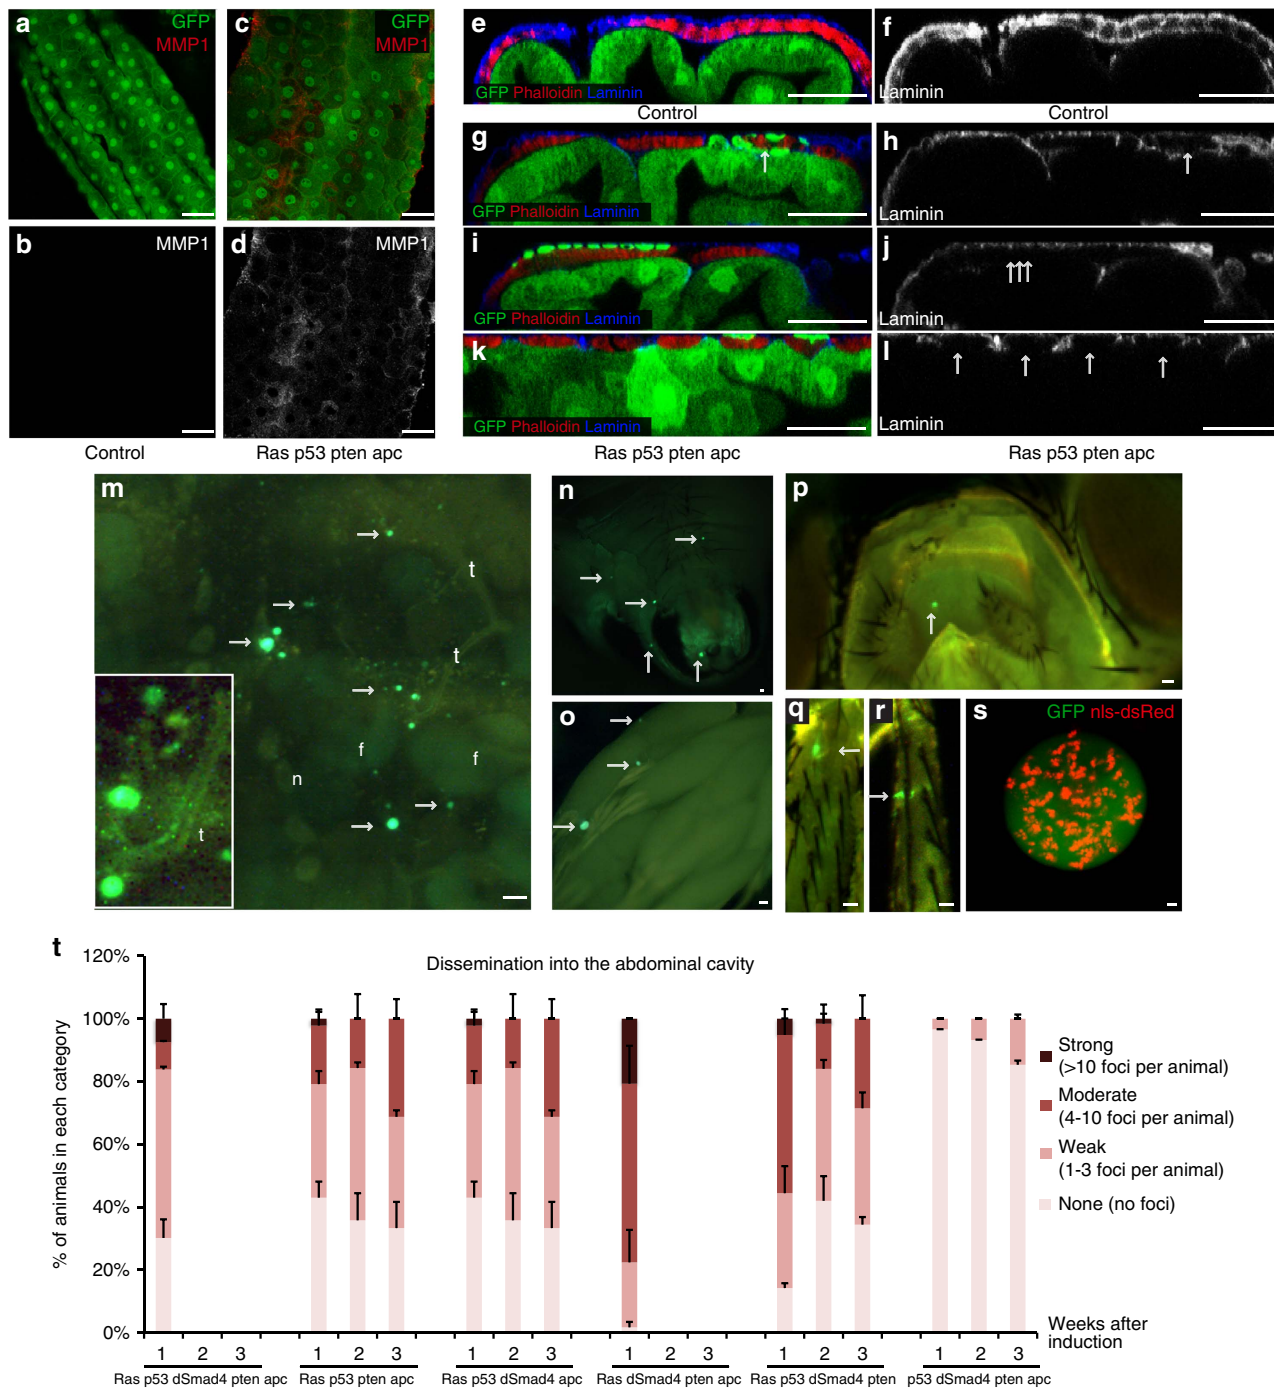 a
GFP
MMP1
c
GFP
MMP1
b
MMP1
d
MMP1
Control
Ras p53 pten apc
e
GFP Phalloidin Laminin
f
Laminin
Control
Control
g
GFP Phalloidin Laminin
h
Laminin
i
GFP Phalloidin Laminin
j
Laminin
k
GFP Phalloidin Laminin
l
Laminin
Ras p53 pten apc
Ras p53 pten apc
m
t
t
f
f
n
t
n
o
p
q
r
s
GFP nls-dsRed
t
Dissemination into the abdominal cavity
% of animals in each category
120%
100%
80%
60%
40%
20%
0%
Strong
(>10 foci per animal)
Moderate
(4-10 foci per animal)
Weak
(1-3 foci per animal)
None (no foci)
Weeks after
induction
1 2 3 1 2 3 1 2 3 1 2 3 1 2 3 1 2 3
Ras p53 dSmad4 pten apc
Ras p53 pten apc
Ras p53 dSmad4 apc
Ras dSmad4 pten apc
Ras p53 dSmad4 pten
p53 dSmad4 pten apc